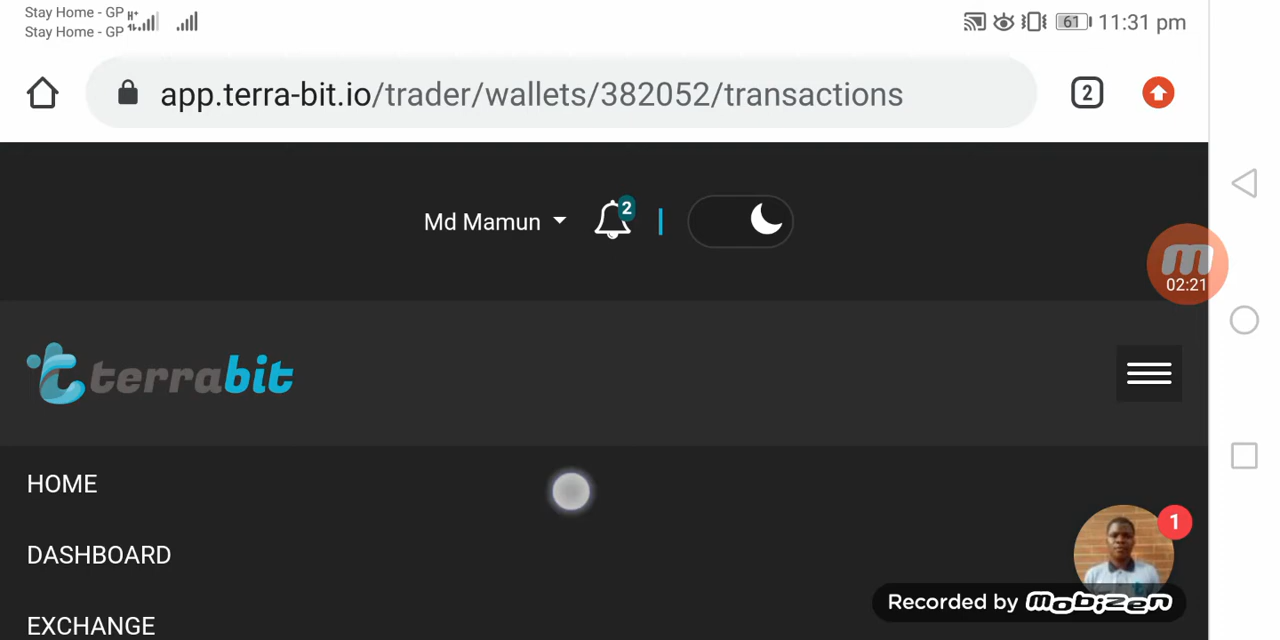 Stay Home - GP
Stay Home - GP
H+
61 11:31 pm
app.terra-bit.io/trader/wallets/382052/transactions
2
Md Mamun
2
m
02:21
terrabit
HOME
DASHBOARD
1
EXCHANGE
Recorded by mobizen